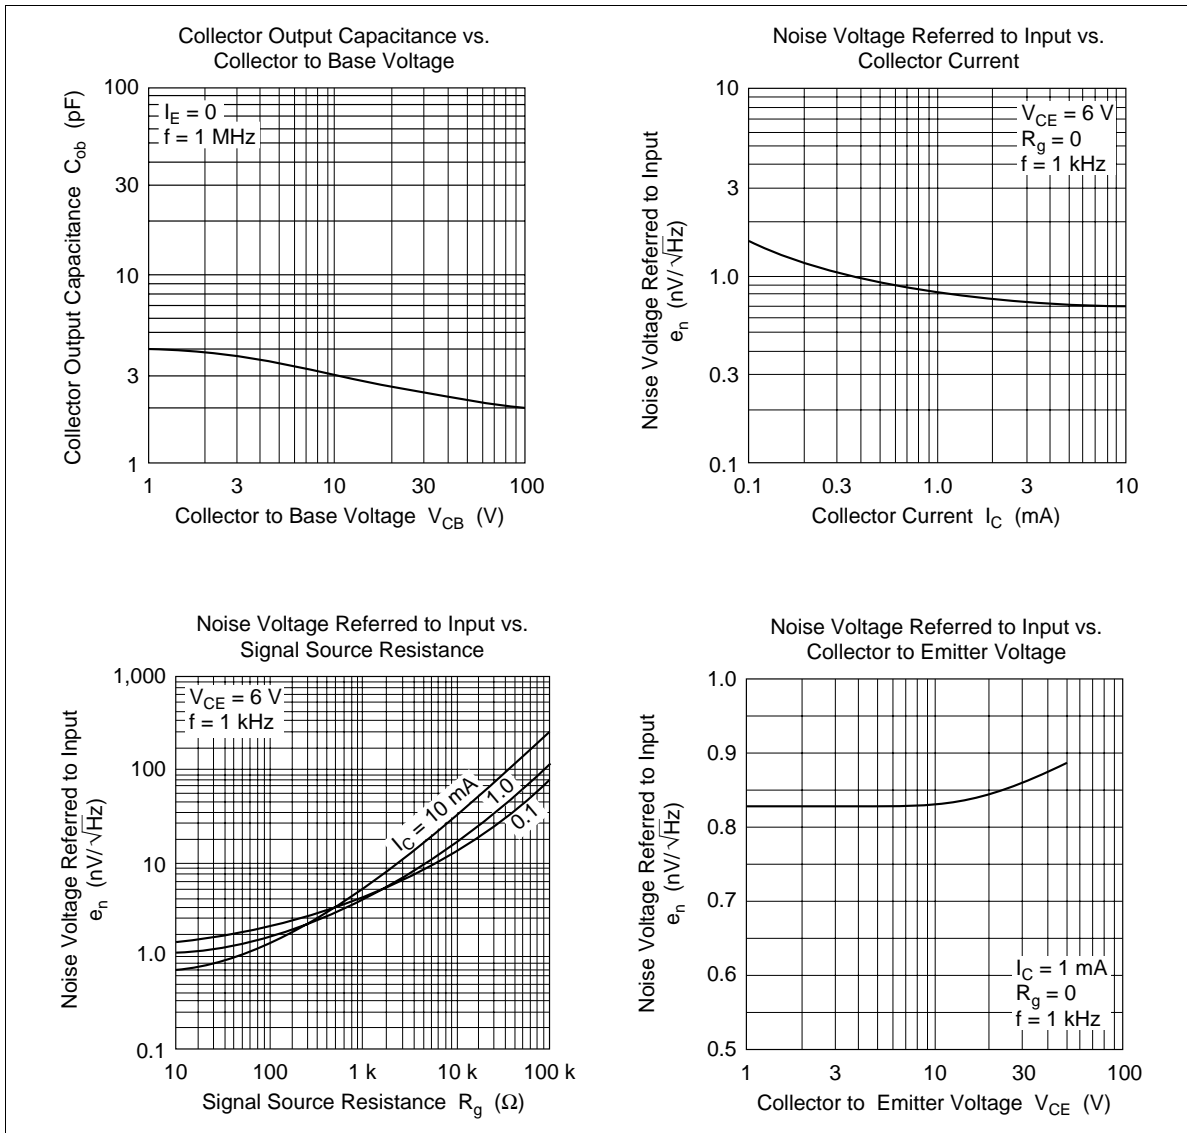 Collector Output Capacitance vs.
Collector to Base Voltage
Collector Output Capacitance C_ob (pF)
100
30
10
3
1
I_E = 0
f = 1 MHz
1 3 10 30 100
Collector to Base Voltage V_CB (V)
Noise Voltage Referred to Input vs.
Collector Current
Noise Voltage Referred to Input
e_n (nV/√Hz)
10
3
1.0
0.3
0.1
V_CE = 6 V
R_g = 0
f = 1 kHz
0.1 0.3 1.0 3 10
Collector Current I_C (mA)
Noise Voltage Referred to Input vs.
Signal Source Resistance
Noise Voltage Referred to Input
e_n (nV/√Hz)
1,000
100
10
1.0
0.1
V_CE = 6 V
f = 1 kHz
I_C = 10 mA
1.0
0.1
10 100 1 k 10 k 100 k
Signal Source Resistance R_g (Ω)
Noise Voltage Referred to Input vs.
Collector to Emitter Voltage
Noise Voltage Referred to Input
e_n (nV/√Hz)
1.0
0.9
0.8
0.7
0.6
0.5
I_C = 1 mA
R_g = 0
f = 1 kHz
1 3 10 30 100
Collector to Emitter Voltage V_CE (V)